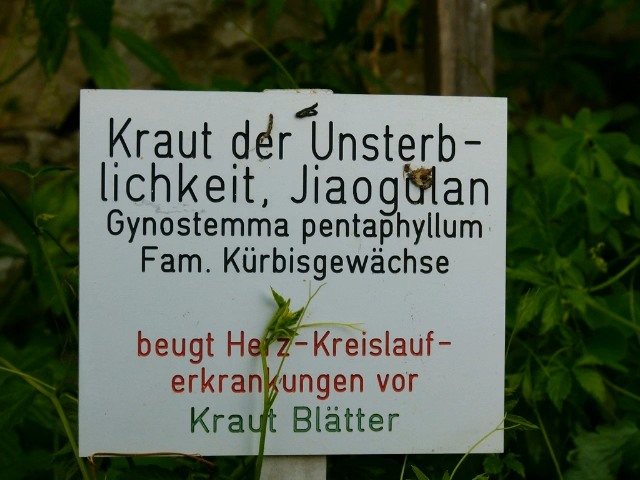 Kraut der Unsterb-
lichkeit, Jiaogulan
Gynostemma pentaphyllum
Fam. Kürbisgewächse
beugt Herz-Kreislauf-
erkrankungen vor
Kraut Blätter